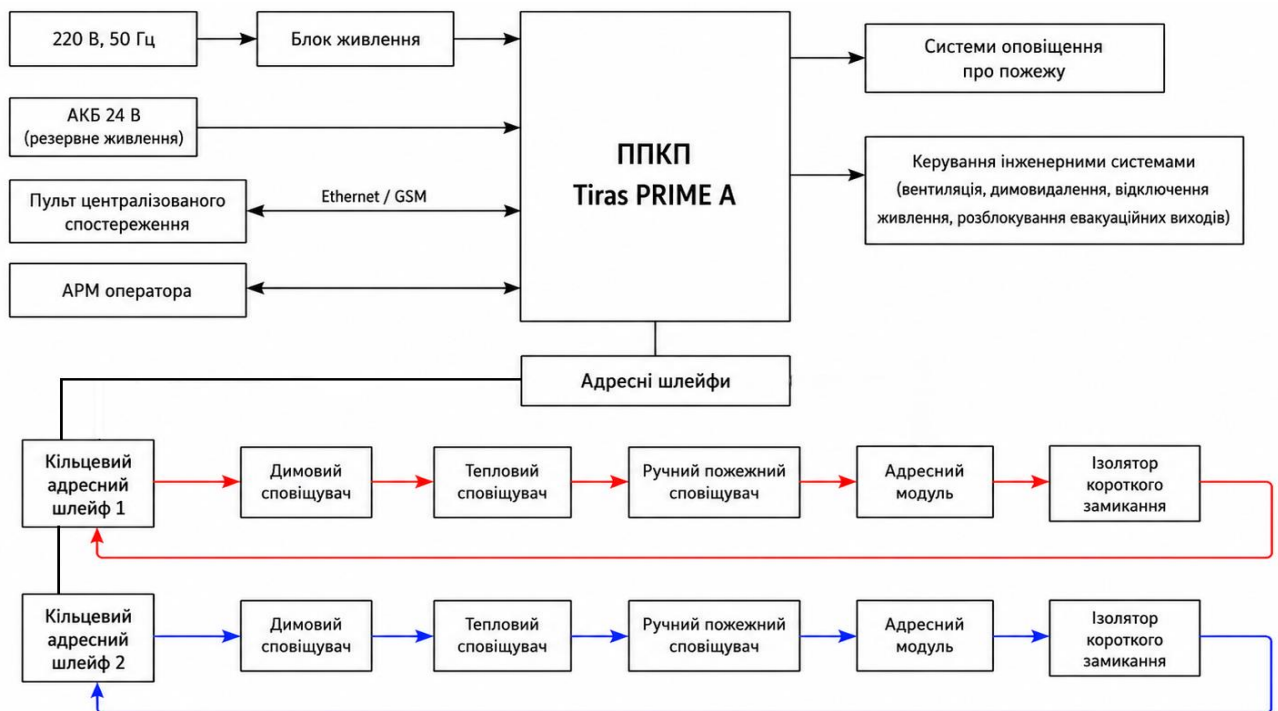 220 В, 50 Гц
Блок живлення
АКБ 24 В
(резервне живлення)
Пульт централізованого
спостереження
Ethernet / GSM
АРМ оператора
ППКП
Tiras PRIME A
Системи оповіщення
про пожежу
Керування інженерними системами
(вентиляція, димовидалення, відключення
живлення, розблокування евакуаційних виходів)
Адресні шлейфи
Кільцевий
адресний
шлейф 1
Димовий
сповіщувач
Тепловий
сповіщувач
Ручний пожежний
сповіщувач
Адресний
модуль
Ізолятор
короткого
замикання
Кільцевий
адресний
шлейф 2
Димовий
сповіщувач
Тепловий
сповіщувач
Ручний пожежний
сповіщувач
Адресний
модуль
Ізолятор
короткого
замикання